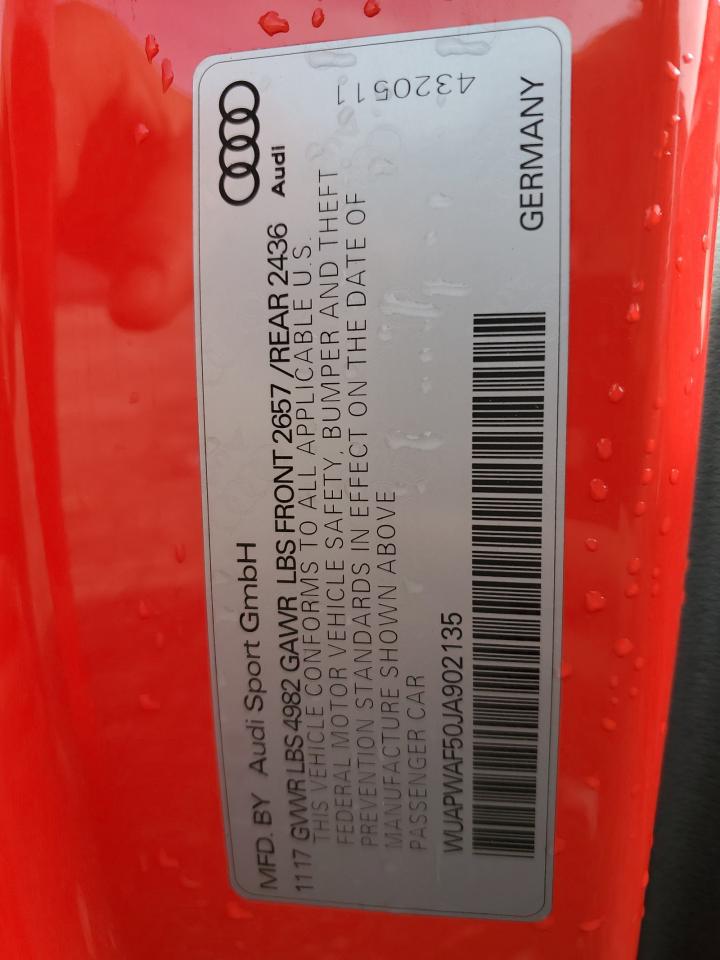 MFD. BY Audi Sport GmbH
Audi
1117 GVWR LBS 4982 GAWR LBS FRONT 2657 /REAR 2436
THIS VEHICLE CONFORMS TO ALL APPLICABLE U.S.
FEDERAL MOTOR VEHICLE SAFETY, BUMPER AND THEFT
PREVENTION STANDARDS IN EFFECT ON THE DATE OF
MANUFACTURE SHOWN ABOVE
PASSENGER CAR
4320511
WUAPWAF50JA902135
GERMANY